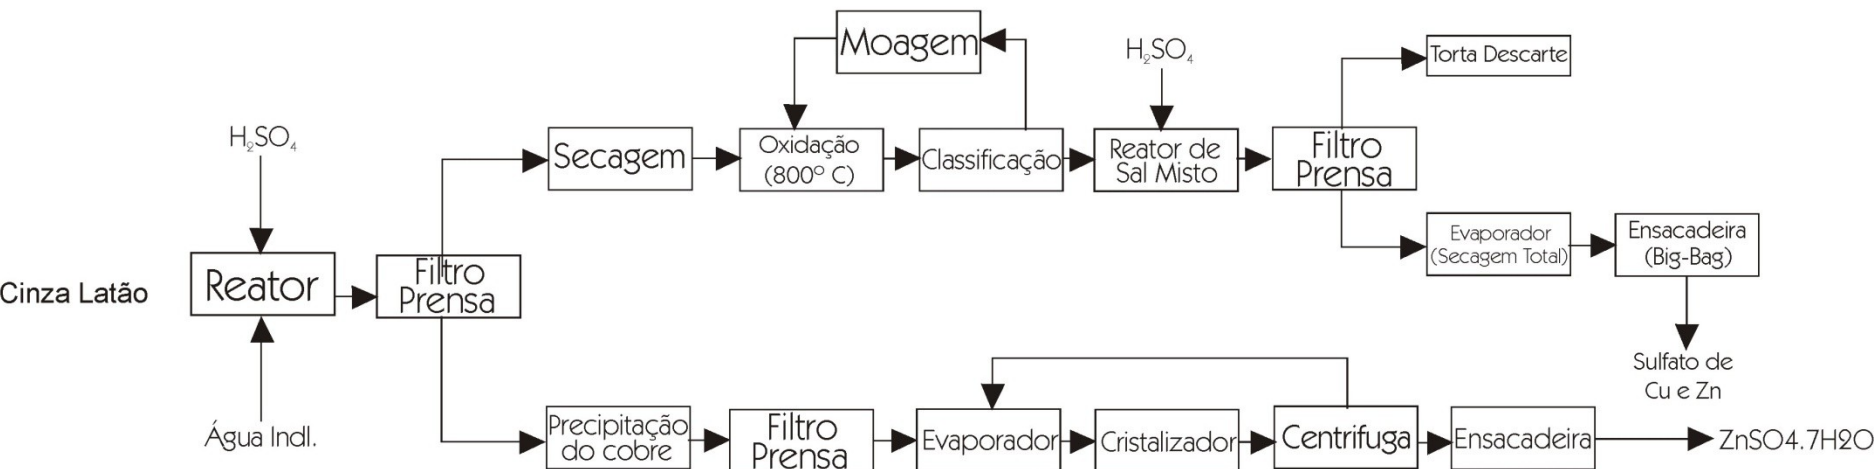 Moagem
H₂SO₄
Torta Descarte
H₂SO₄
Secagem
Oxidação
(800º C)
Classificação
Reator de
Sal Misto
Filtro
Prensa
Cinza Latão
Reator
Filtro
Prensa
Evaporador
(Secagem Total)
Ensacadeira
(Big-Bag)
Sulfato de
Cu e Zn
Água Indl.
Precipitação
do cobre
Filtro
Prensa
Evaporador
Cristalizador
Centrifuga
Ensacadeira
ZnSO4.7H2O